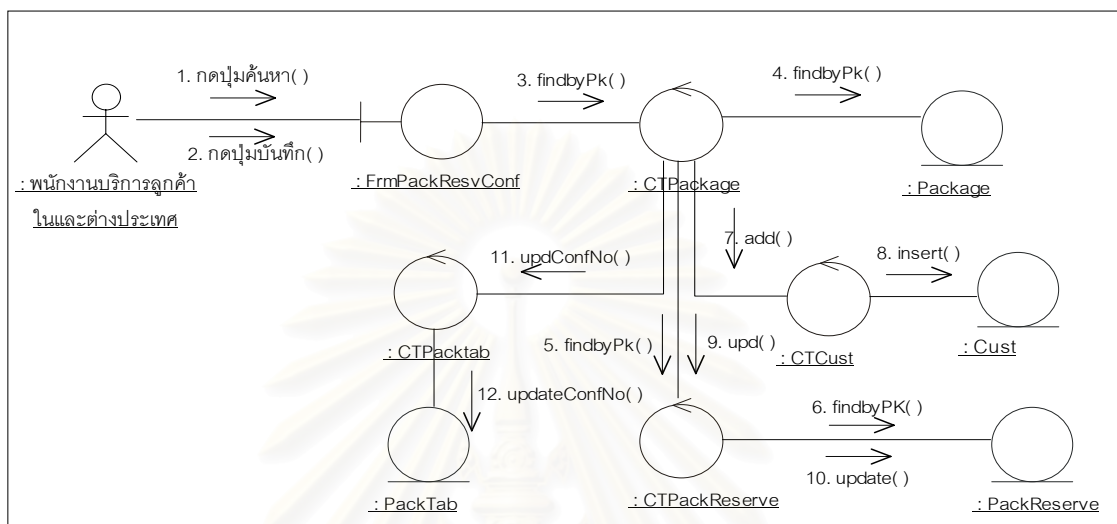 1. กดปุ่มค้นหา( )
2. กดปุ่มบันทึก( )
: พนักงานบริการลูกค้า
ในและต่างประเทศ
: FrmPackResvConf
3. findbyPk( )
: CTPackage
4. findbyPk( )
: Package
11. updConfNo( )
7. add( )
8. insert( )
: CTPacktab
5. findbyPk( )
9. upd( )
: CTCust
: Cust
12. updateConfNo( )
6. findbyPK( )
10. update( )
: PackTab
: CTPackReserve
: PackReserve